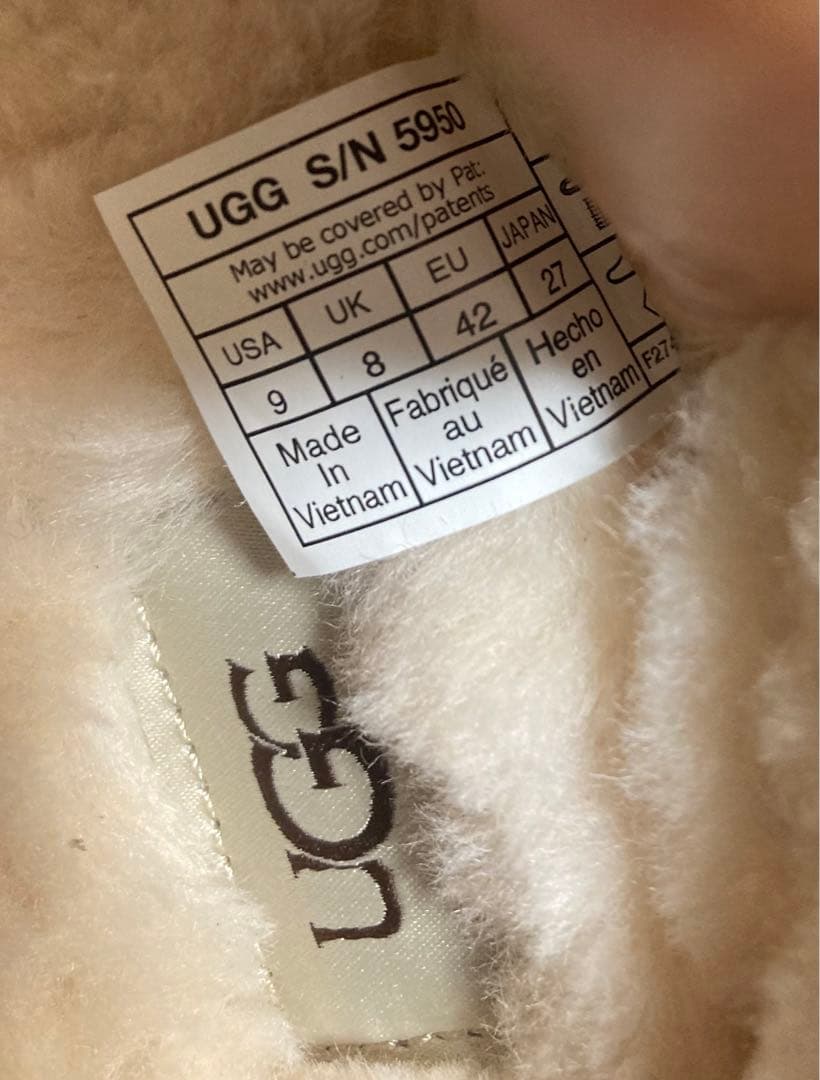 UGG S/N 5950
May be covered by Pat:
www.ugg.com/patents
USA UK EU JAPAN
9 8 42 27
Made In Vietnam
Fabriqué au Vietnam
Hecho en Vietnam
UGG